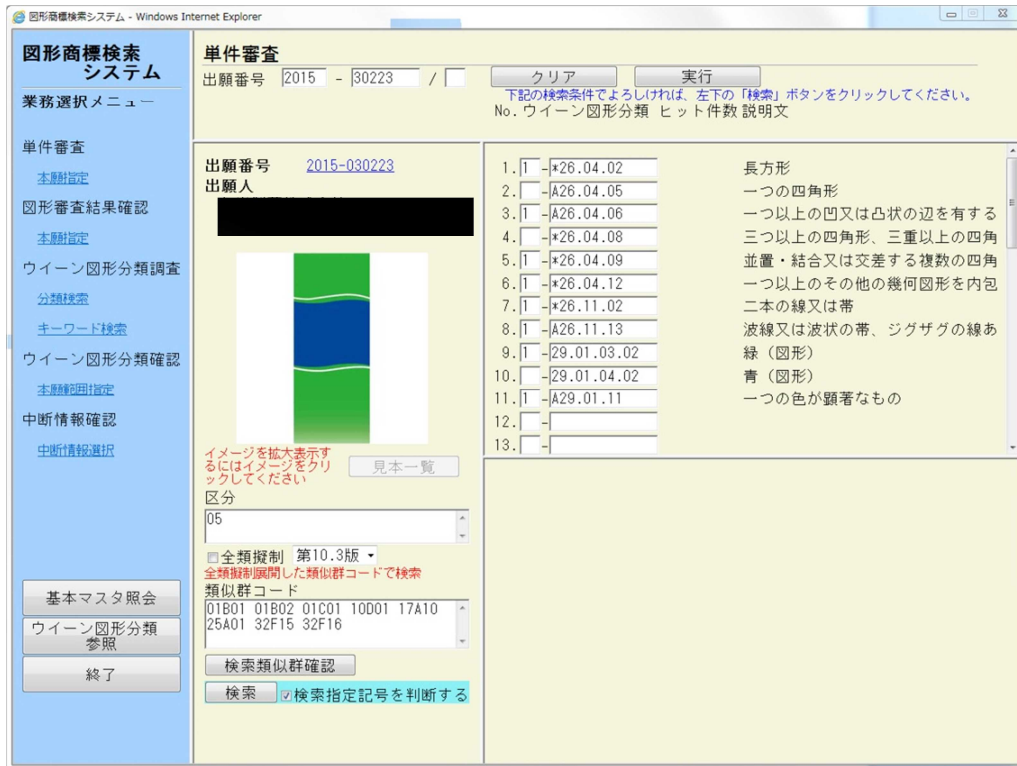 図形商標検索システム - Windows Internet Explorer
図形商標検索
システム
業務選択メニュー
単件審査
本願指定
図形審査結果確認
本願指定
ウイーン図形分類調査
分類検索
キーワード検索
ウイーン図形分類確認
本願範囲指定
中断情報確認
中断情報選択
基本マスタ照会
ウイーン図形分類
参照
終了
単件審査
出願番号 2015 - 30223 / クリア 実行
下記の検索条件でよろしければ、左下の「検索」ボタンをクリックしてください。
No. ウイーン図形分類 ヒット件数 説明文
出願番号 2015-030223
出願人
イメージを拡大表示す
るにはイメージをクリ
ックしてください
見本一覧
区分
05
全類擬制 第10.3版
全類擬制展開した類似群コードで検索
類似群コード
01B01 01B02 01C01 10D01 17A10
25A01 32F15 32F16
検索類似群確認
検索 検索指定記号を判断する
1. 1 -*26.04.02 長方形
2. -A26.04.05 一つの四角形
3. 1 -A26.04.06 一つ以上の凹又は凸状の辺を有する
4. -*26.04.08 三つ以上の四角形、三重以上の四角
5. 1 -*26.04.09 並置・結合又は交差する複数の四角
6. 1 -*26.04.12 一つ以上のその他の幾何図形を内包
7. 1 -*26.11.02 二本の線又は帯
8. 1 -A26.11.13 波線又は波状の帯、ジグザグの線あ
9. 1 -29.01.03.02 緑（図形）
10. -29.01.04.02 青（図形）
11. 1 -A29.01.11 一つの色が顕著なもの
12. -
13. -